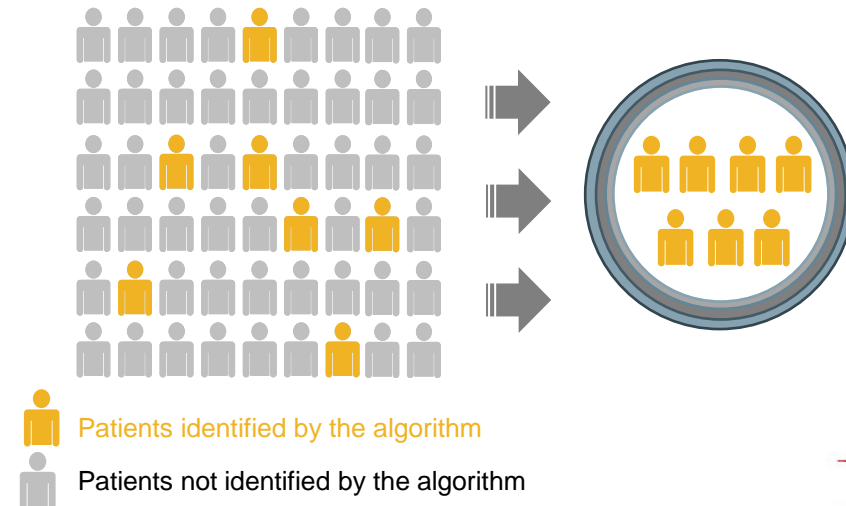 Patients identified by the algorithm
Patients not identified by the algorithm